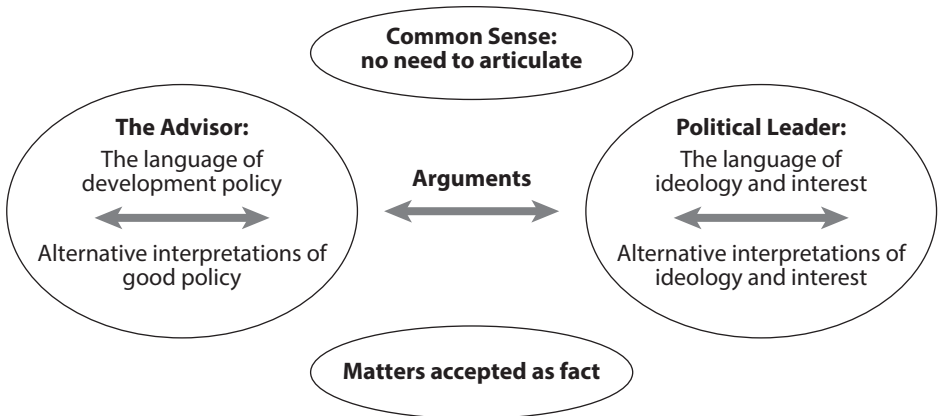 Common Sense:
no need to articulate
The Advisor:
The language of
development policy
Alternative interpretations of
good policy
Arguments
Political Leader:
The language of
ideology and interest
Alternative interpretations of
ideology and interest
Matters accepted as fact